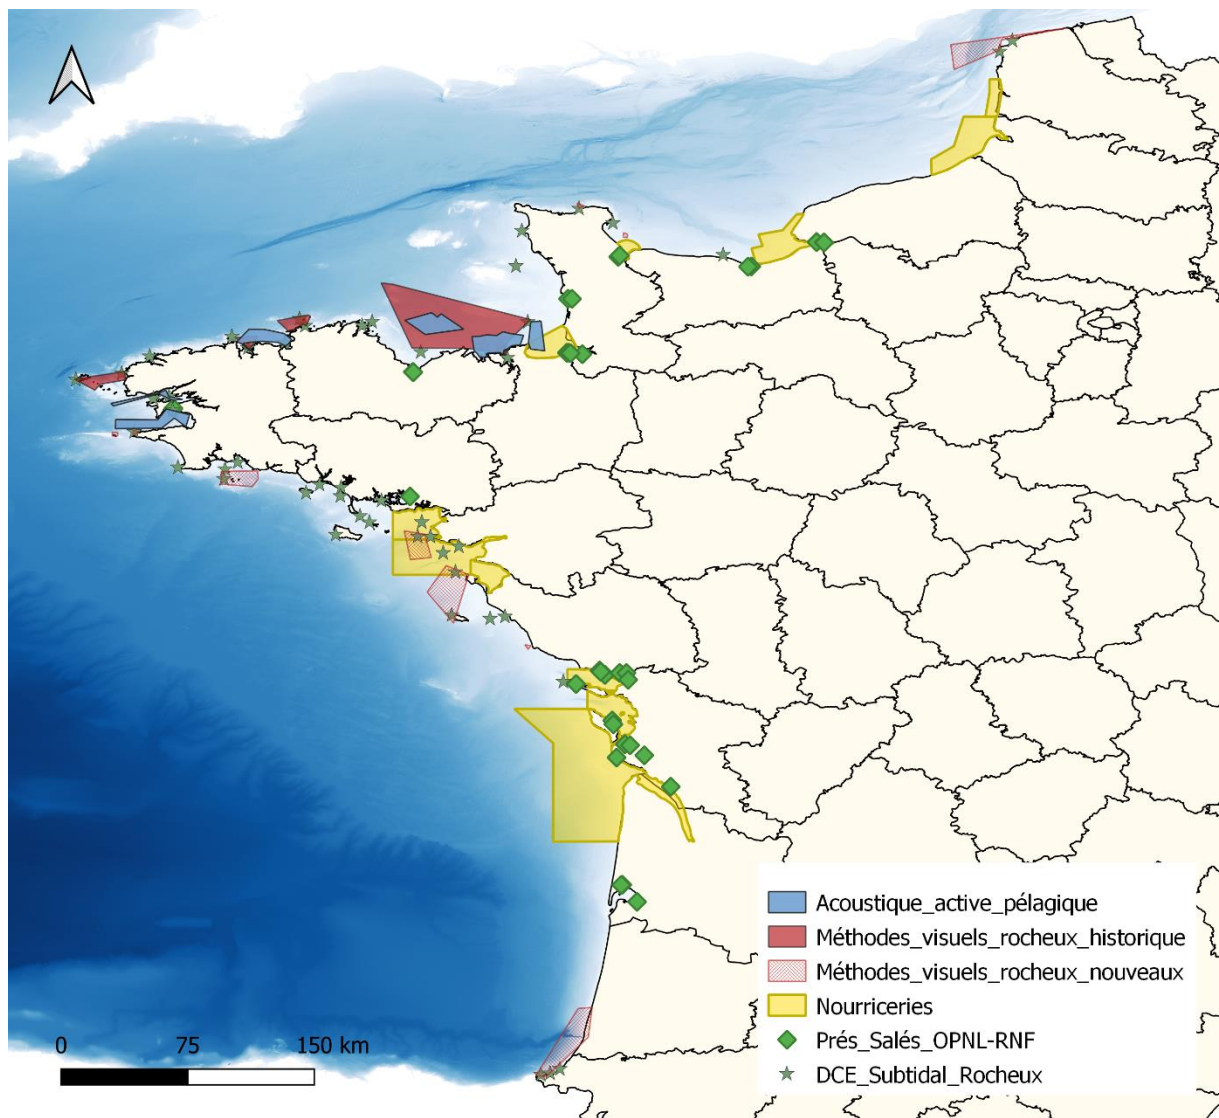 Acoustique_active_pélagique
Méthodes_visuels_rocheux_historique
Méthodes_visuels_rocheux_nouveaux
Nourriceries
Prés_Salés_OPNL-RNF
DCE_Subtidal_Rocheux
0 75 150 km